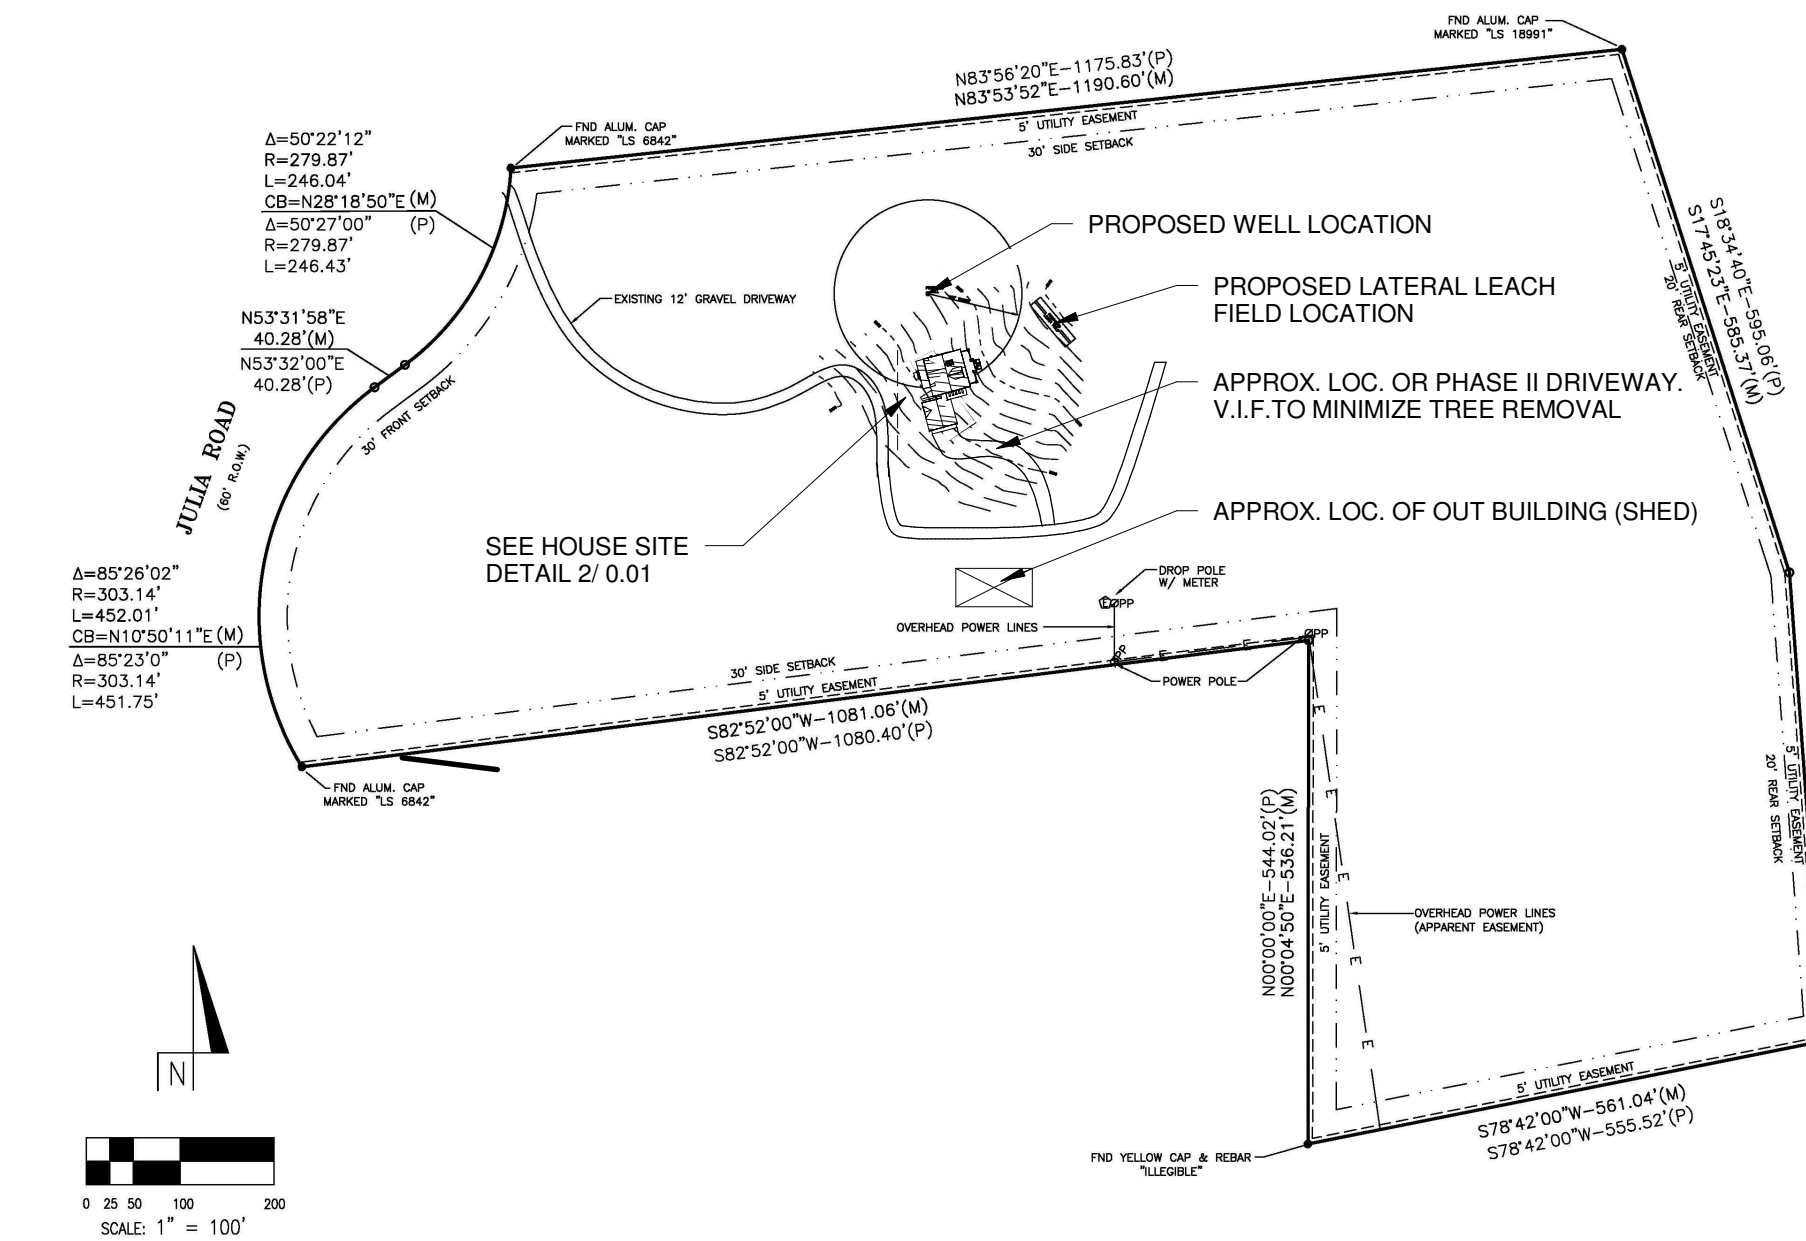 FND ALUM. CAP
MARKED "LS 18991"
N83°56'20"E-1175.83'(P)
N83°53'52"E-1190.60'(M)
5' UTILITY EASEMENT
30' SIDE SETBACK
FND ALUM. CAP
MARKED "LS 6842"
Δ=50°22'12"
R=279.87'
L=246.04'
CB=N28°18'50"E (M)
Δ=50°27'00" (P)
R=279.87'
L=246.43'
S18°34'40"E-595.06'(P)
S17°45'23"E-585.37'(M)
5' UTILITY EASEMENT
20' REAR SETBACK
PROPOSED WELL LOCATION
PROPOSED LATERAL LEACH
FIELD LOCATION
EXISTING 12' GRAVEL DRIVEWAY
N53°31'58"E
40.28'(M)
N53°32'00"E
40.28'(P)
30' FRONT SETBACK
JULIA ROAD
(60' R.O.W.)
APPROX. LOC. OR PHASE II DRIVEWAY.
V.I.F.TO MINIMIZE TREE REMOVAL
APPROX. LOC. OF OUT BUILDING (SHED)
SEE HOUSE SITE
DETAIL 2/ 0.01
Δ=85°26'02"
R=303.14'
L=452.01'
CB=N10°50'11"E (M)
Δ=85°23'0" (P)
R=303.14'
L=451.75'
DROP POLE
W/ METER
E ØPP
OVERHEAD POWER LINES
ØPP
ØPP
E
E
POWER POLE
30' SIDE SETBACK
5' UTILITY EASEMENT
S82°52'00"W-1081.06'(M)
S82°52'00"W-1080.40'(P)
FND ALUM. CAP
MARKED "LS 6842"
N00°00'00"E-544.02'(P)
N00°04'50"E-536.21'(M)
5' UTILITY EASEMENT
E
E
E
E
E
OVERHEAD POWER LINES
(APPARENT EASEMENT)
5' UTILITY EASEMENT
20' REAR SETBACK
5' UTILITY EASEMENT
S78°42'00"W-561.04'(M)
S78°42'00"W-555.52'(P)
FND YELLOW CAP & REBAR
"ILLEGIBLE"
N
0 25 50 100 200
SCALE: 1" = 100'